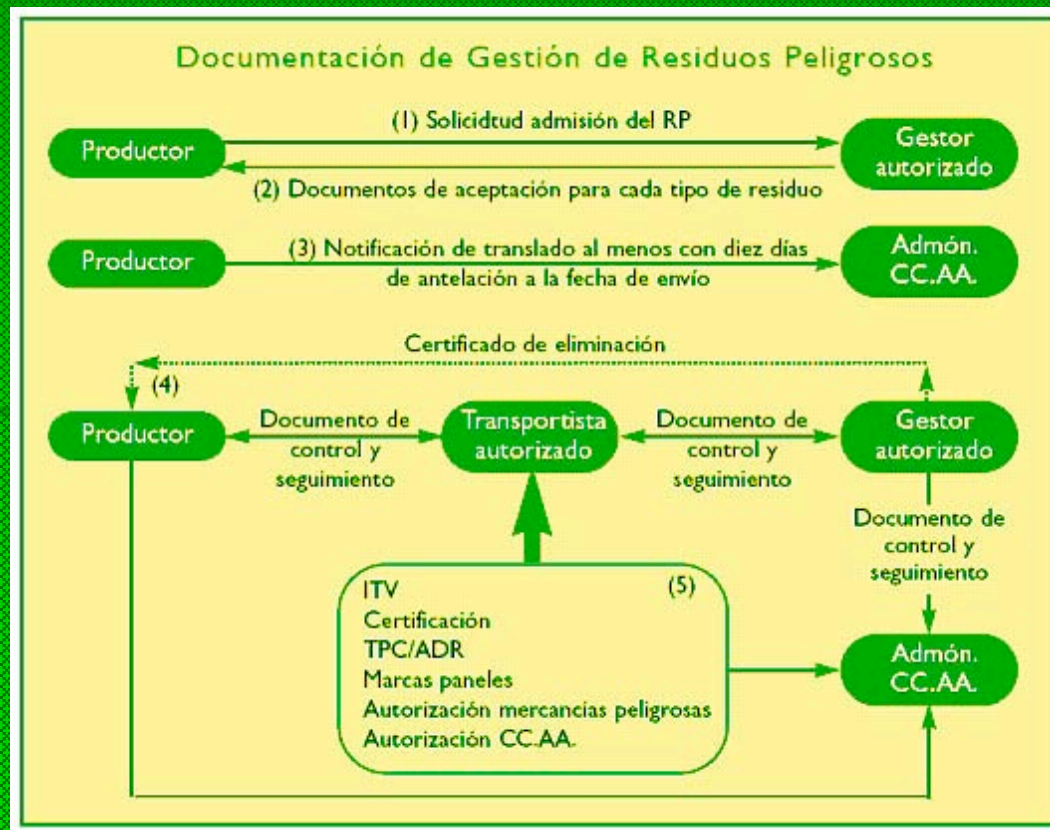 Documentación de Gestión de Residuos Peligrosos
(1) Solicidtud admisión del RP
Productor
Gestor
autorizado
(2) Documentos de aceptación para cada tipo de residuo
Productor
(3) Notificación de translado al menos con diez días
de antelación a la fecha de envío
Admón.
CC.AA.
Certificado de eliminación
(4)
Productor
Documento de
control y
seguimiento
Transportista
autorizado
Documento de
control y
seguimiento
Gestor
autorizado
Documento de
control y
seguimiento
ITV
(5)
Certificación
TPC/ADR
Marcas paneles
Autorización mercancias peligrosas
Autorización CC.AA.
Admón.
CC.AA.